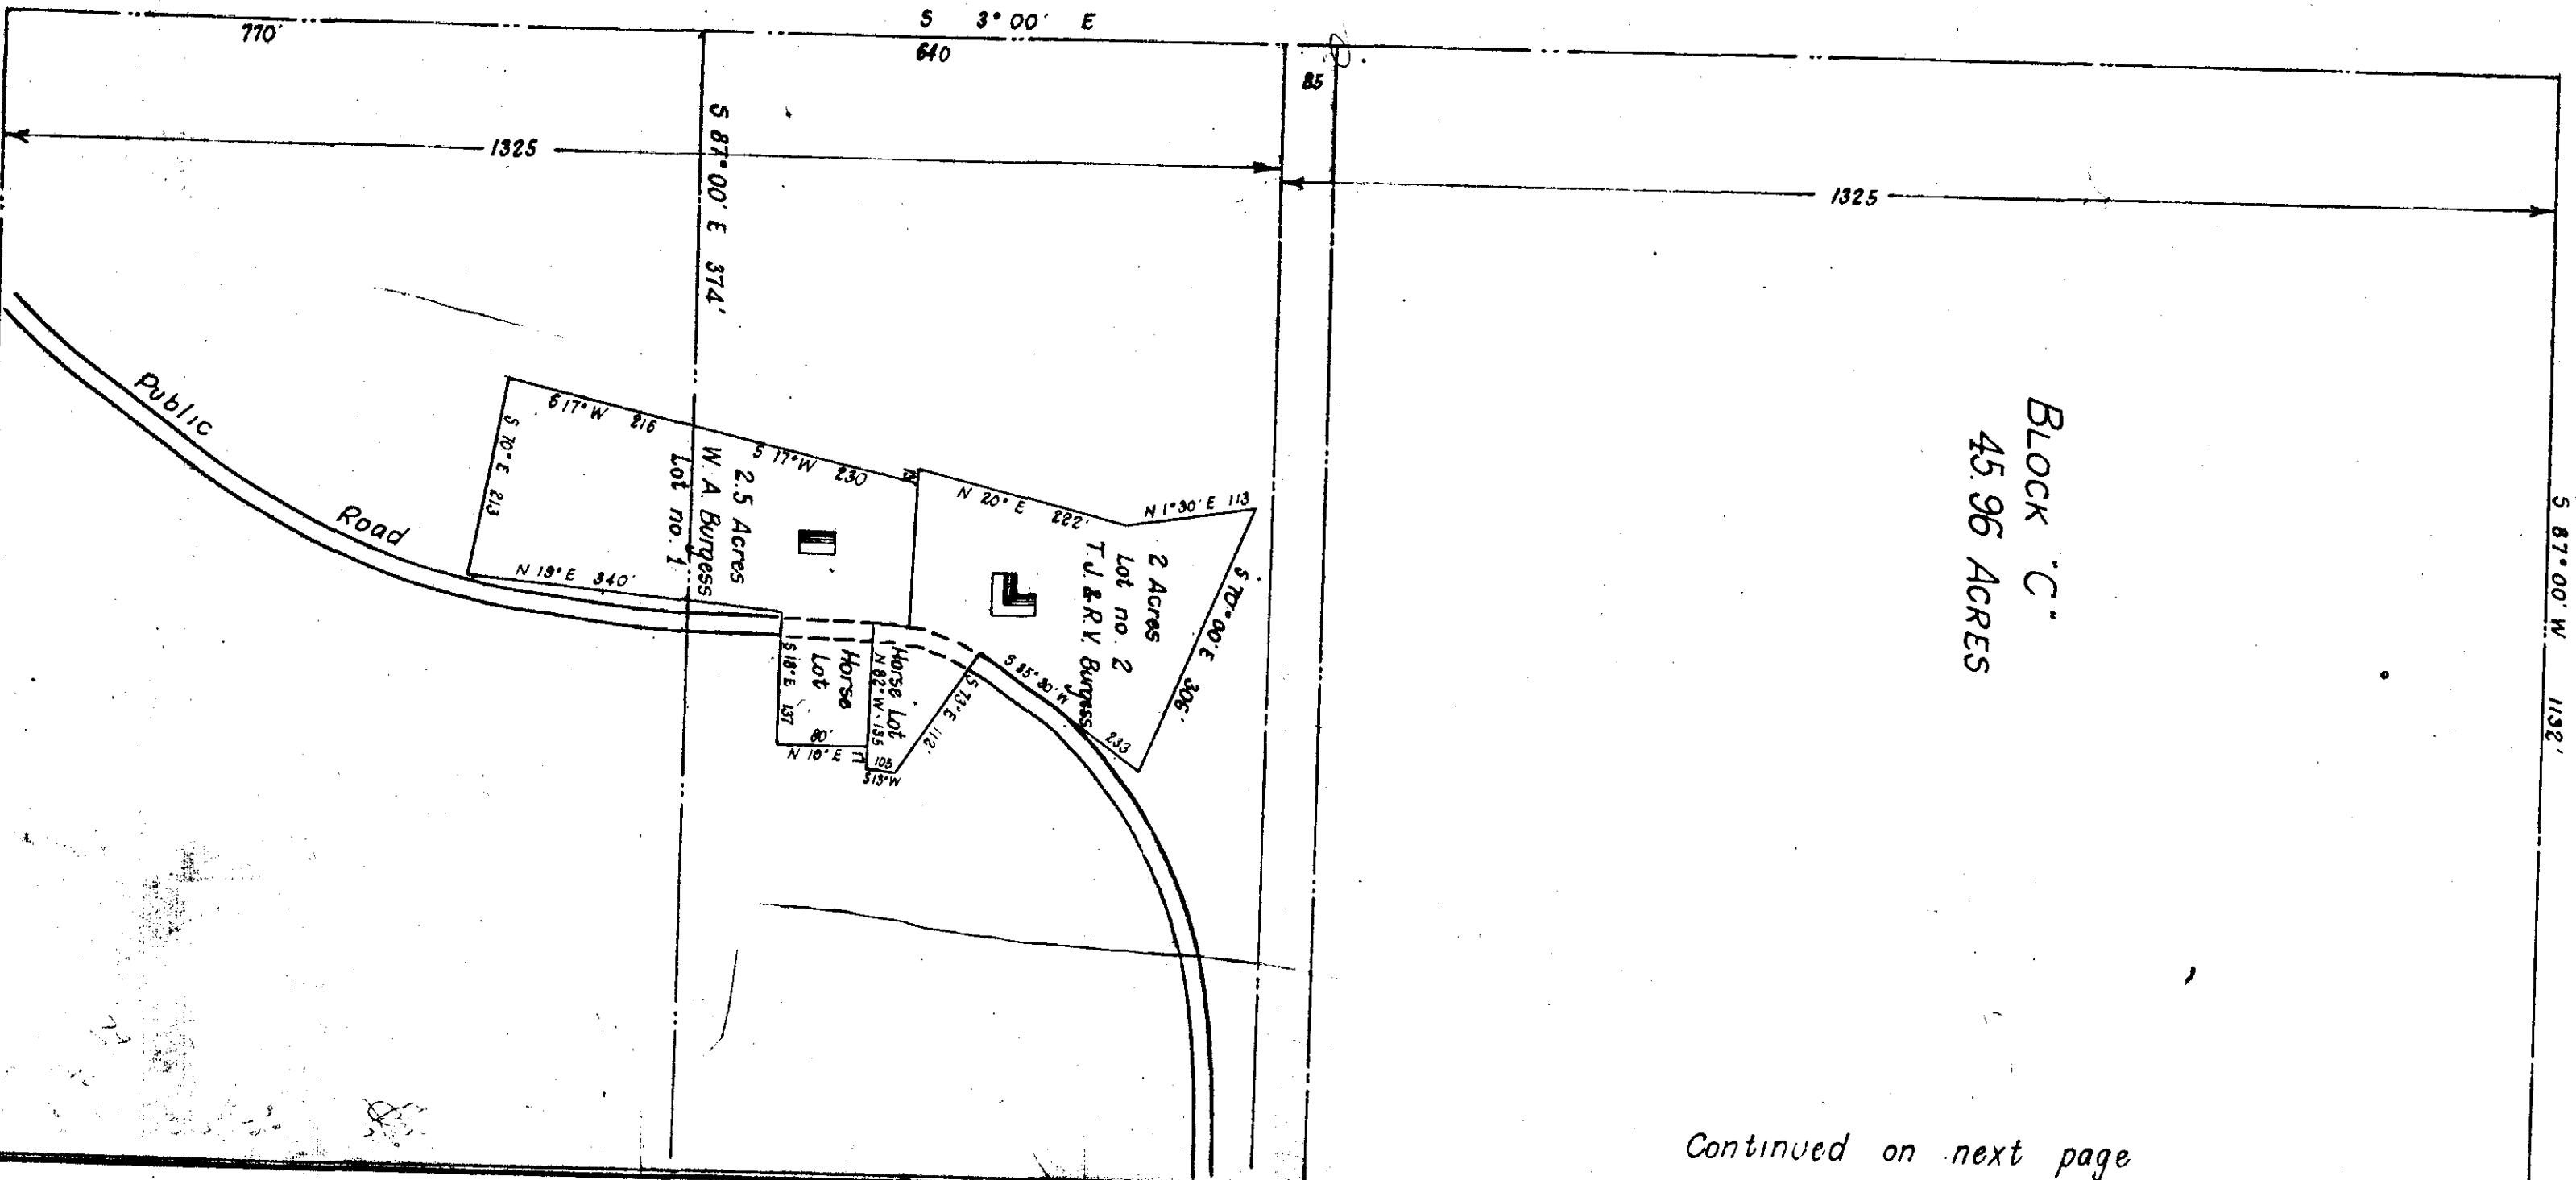 S 3° 00' E
770'
640
85
1325
1325
S 87° 00' E 374'
S 87° 00' W 1132'
BLOCK "C"
45.96 ACRES
Public
Road
S 17° W 216
S 17° W 230
S 70° E 213
N 19° E 340'
2.5 Acres
W. A. Burgess
Lot no. 1
N 20° E 222'
N 1° 30' E 113
S 70° 00' E 306'
2 Acres
Lot no. 2
T. J. & R.V. Burgess
S 85° 30' W
233
Horse
Lot
S 18° E 137
80'
N 18° E
Horse Lot
N 82° W 135
105
S 19° W
S 73° E 112'
Continued on next page